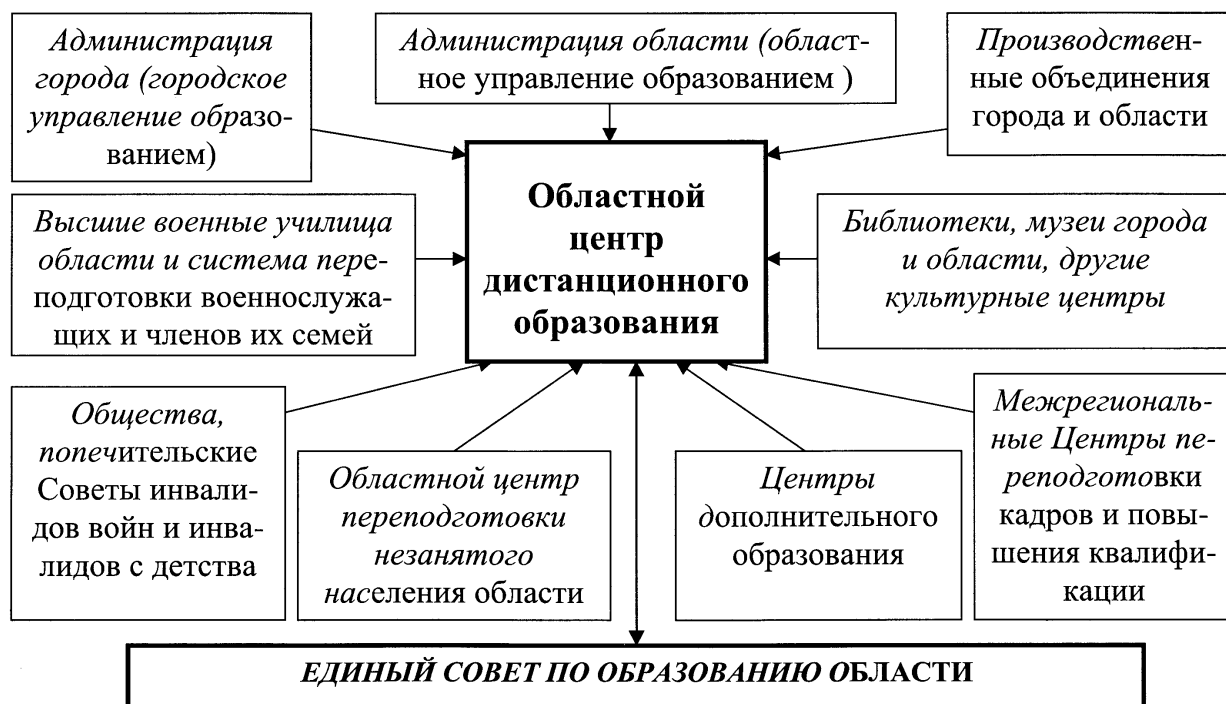 Администрация
города (городское
управление образо-
ванием)
Администрация области (област-
ное управление образованием )
Производствен-
ные объединения
города и области
Областной
центр
дистанционного
образования
Высшие военные училища
области и система пере-
подготовки военнослужа-
щих и членов их семей
Библиотеки, музеи города
и области, другие
культурные центры
Общества,
попечительские
Советы инвали-
дов войн и инва-
лидов с детства
Областной центр
переподготовки
незанятого
населения области
Центры
дополнительного
образования
Межрегиональ-
ные Центры пе-
реподготовки
кадров и повы-
шения квалифи-
кации
ЕДИНЫЙ СОВЕТ ПО ОБРАЗОВАНИЮ ОБЛАСТИ